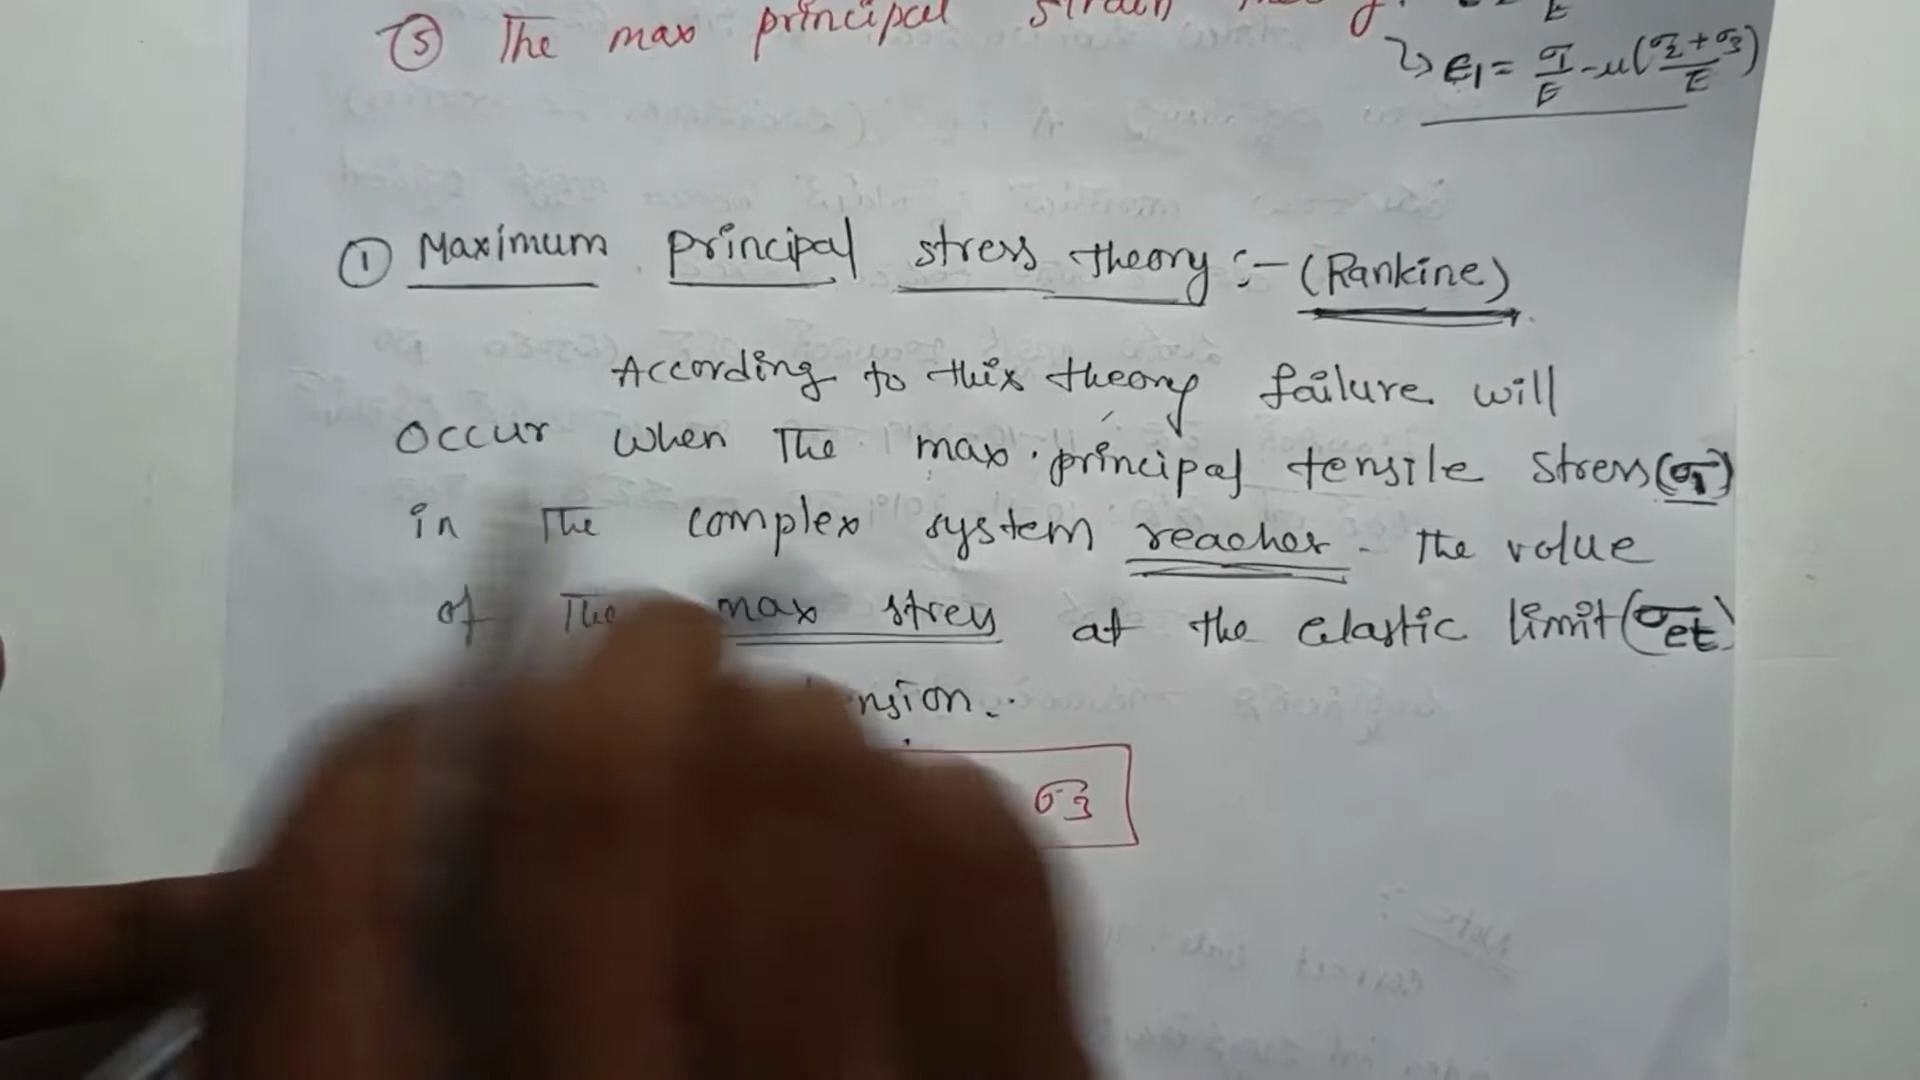 ⑤ The max principal strain
↳ ϵ1 = σ1/E - μ(σ2+σ3/E)
① Maximum principal stress theory :- (Rankine)
According to this theory failure will
occur when The max. principal tensile stress (σ1)
in The complex system reaches The value
of The max stress at the elastic limit (σet)
nsion.
σ3